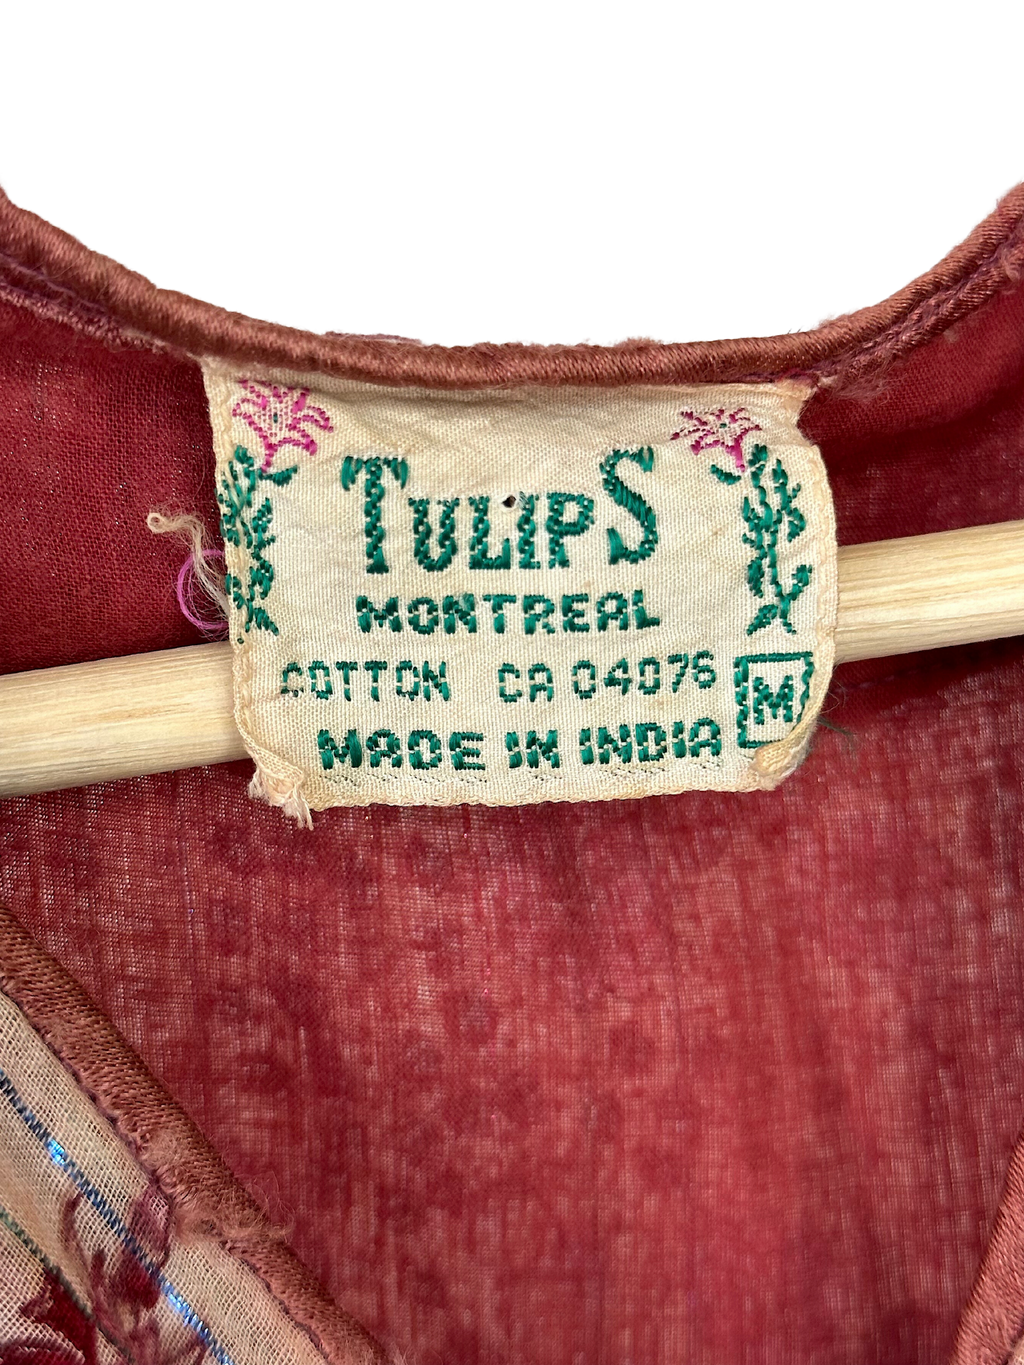 TULIPS
MONTREAL
COTTON CA 04076
M
MADE IN INDIA